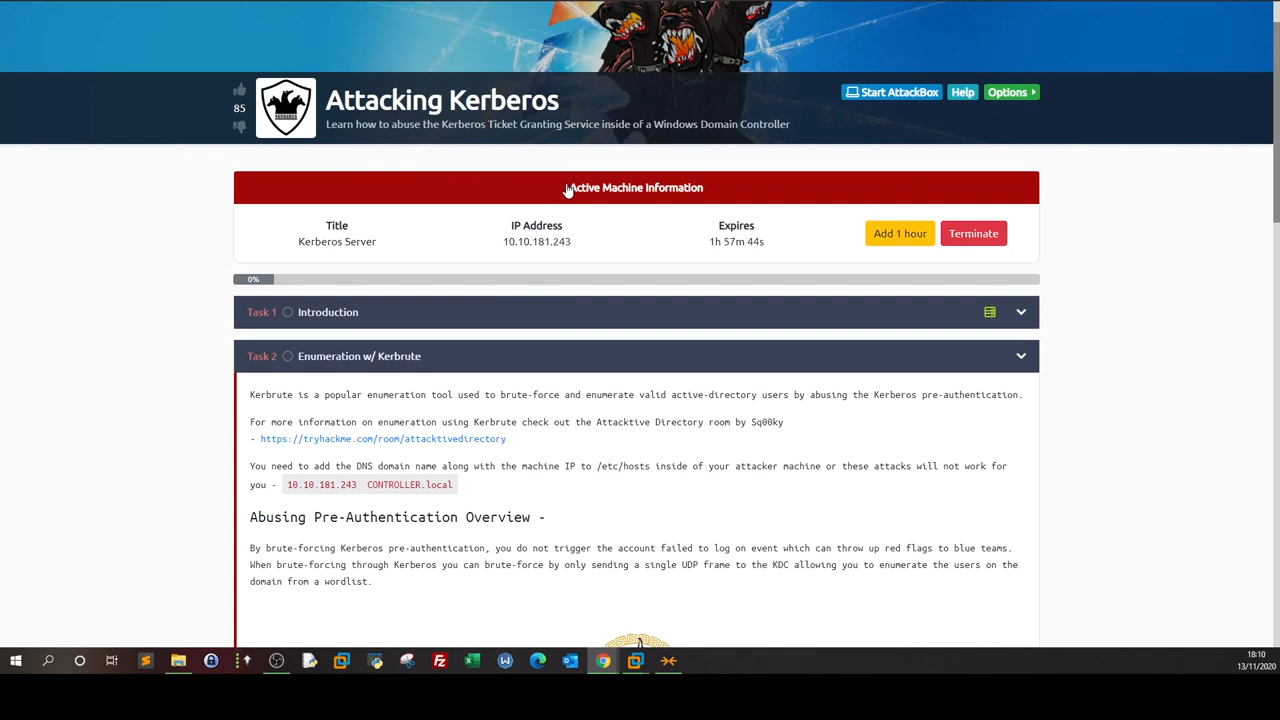 85
Attacking Kerberos
Learn how to abuse the Kerberos Ticket Granting Service inside of a Windows Domain Controller
Start AttackBox Help Options
Active Machine Information
Title IP Address Expires
Kerberos Server 10.10.181.243 1h 57m 44s Add 1 hour Terminate
0%
Task 1 Introduction
Task 2 Enumeration w/ Kerbrute
Kerbrute is a popular enumeration tool used to brute-force and enumerate valid active-directory users by abusing the Kerberos pre-authentication.
For more information on enumeration using Kerbrute check out the Attacktive Directory room by Sq00ky
- https://tryhackme.com/room/attacktivedirectory
You need to add the DNS domain name along with the machine IP to /etc/hosts inside of your attacker machine or these attacks will not work for
you - 10.10.181.243 CONTROLLER.local
Abusing Pre-Authentication Overview -
By brute-forcing Kerberos pre-authentication, you do not trigger the account failed to log on event which can throw up red flags to blue teams.
When brute-forcing through Kerberos you can brute-force by only sending a single UDP frame to the KDC allowing you to enumerate the users on the
domain from a wordlist.
18:10
13/11/2020